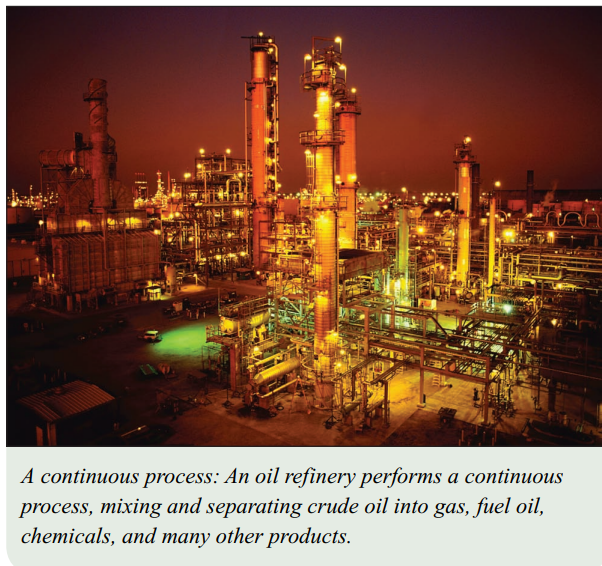 A continuous process: An oil refinery performs a continuous
process, mixing and separating crude oil into gas, fuel oil,
chemicals, and many other products.